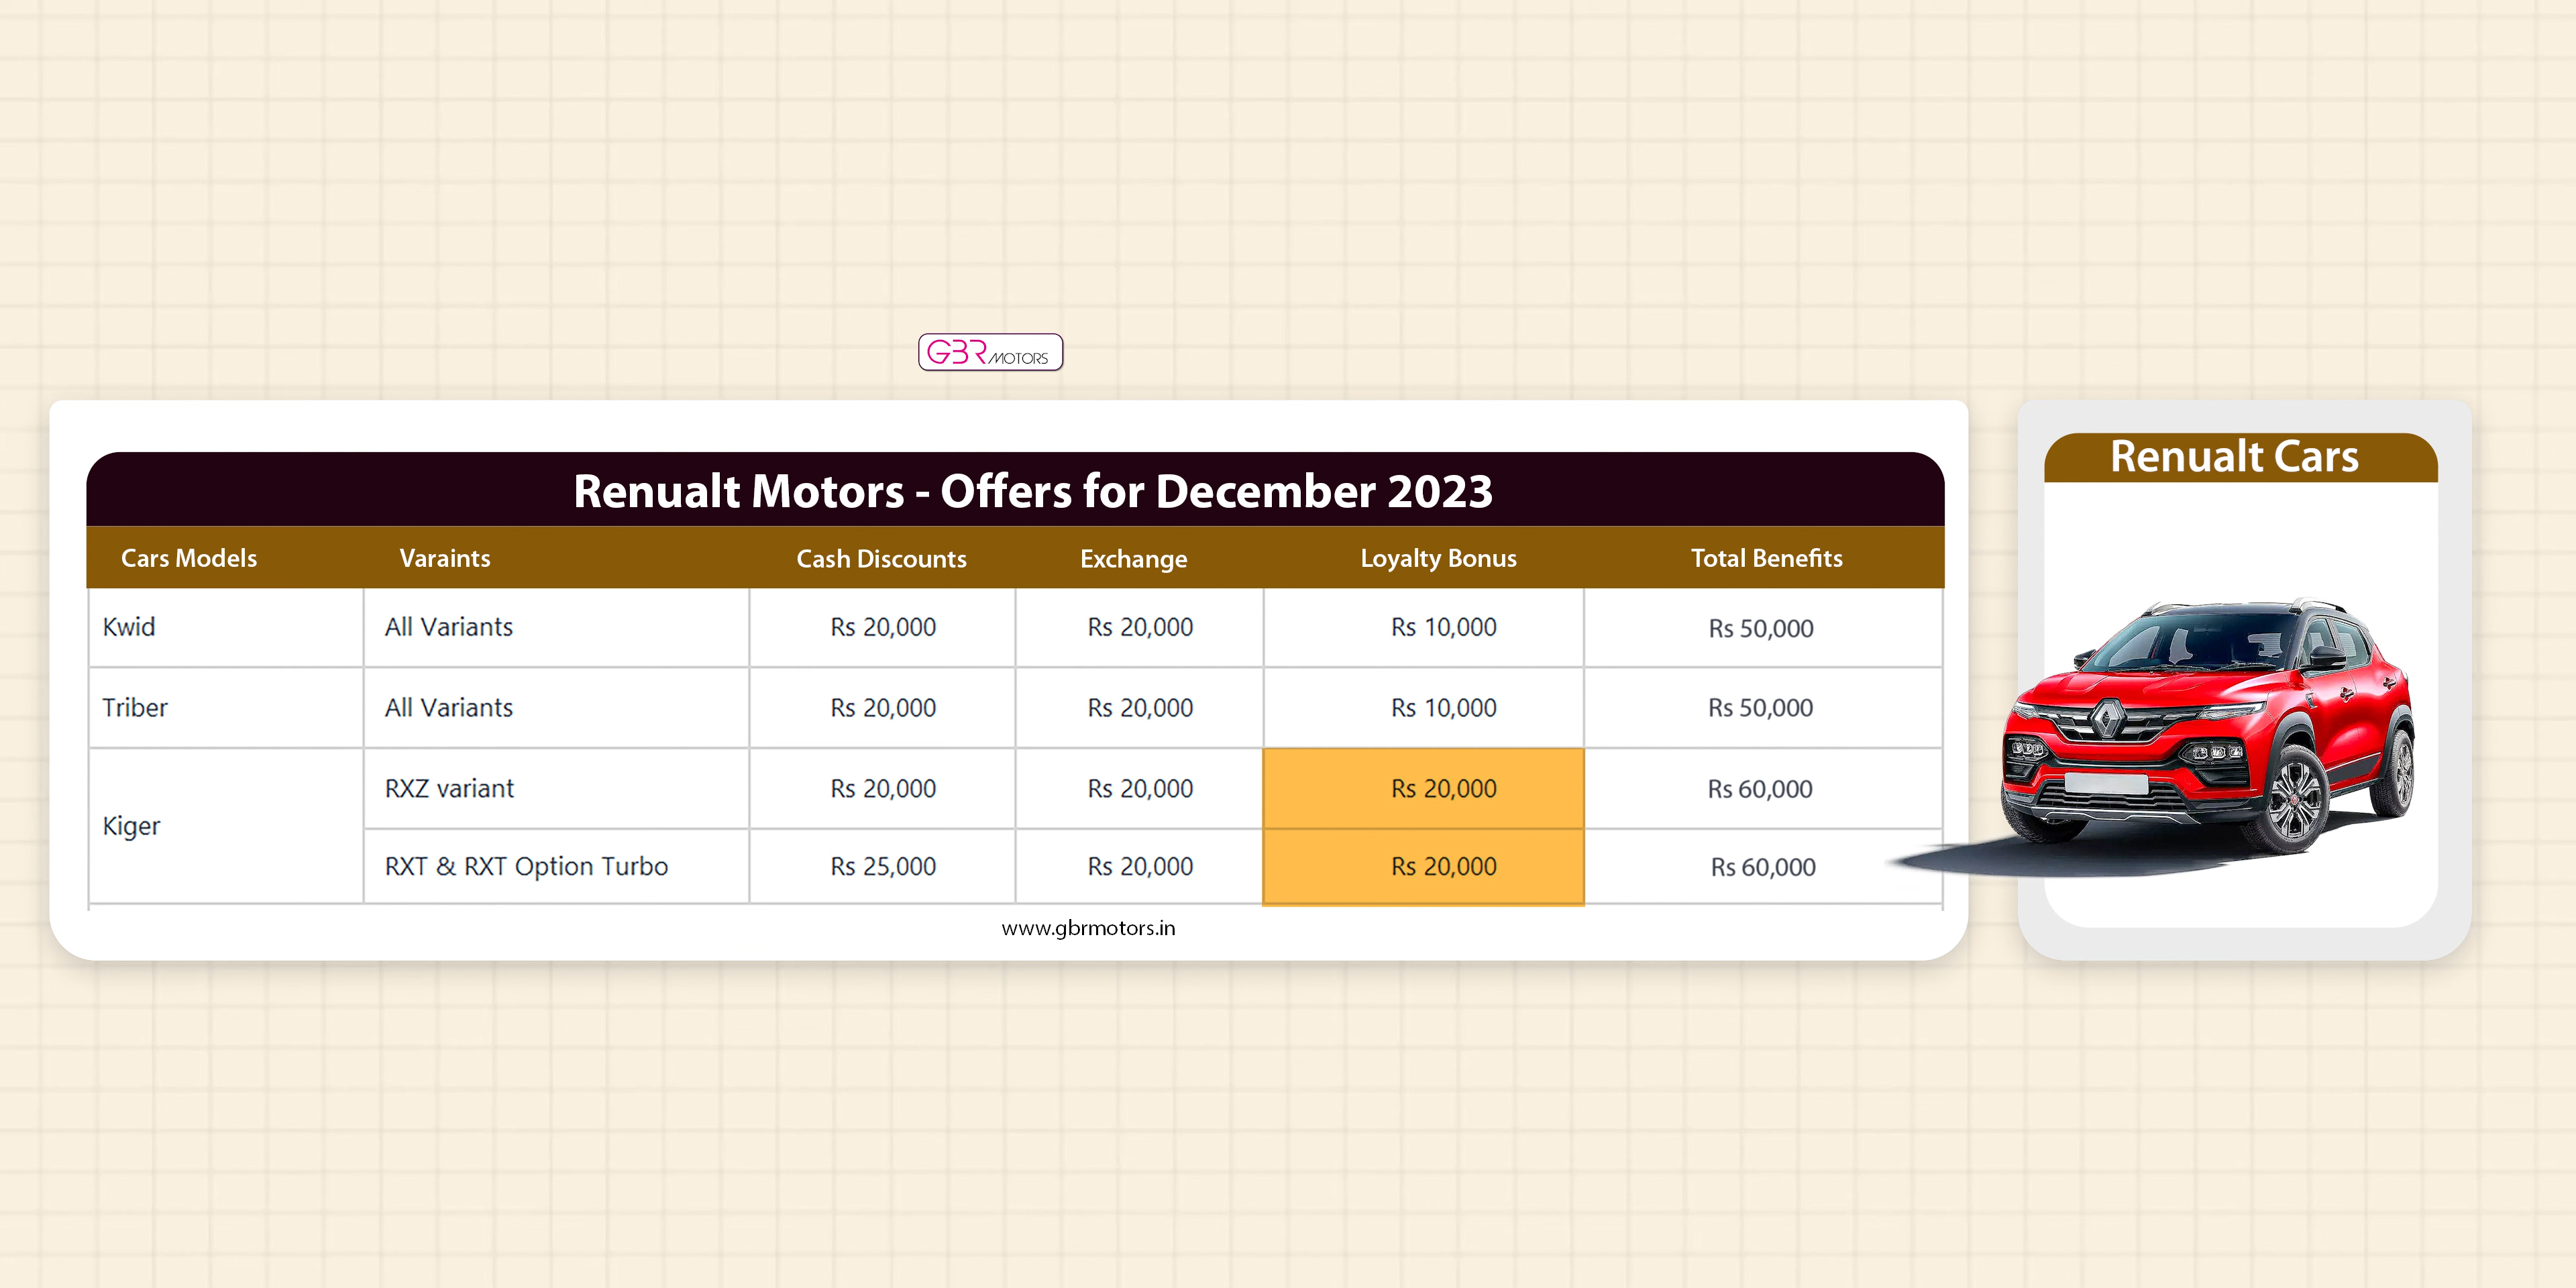 GBR MOTORS
Renualt Motors - Offers for December 2023
Cars Models Varaints Cash Discounts Exchange Loyalty Bonus Total Benefits
Kwid All Variants Rs 20,000 Rs 20,000 Rs 10,000 Rs 50,000
Triber All Variants Rs 20,000 Rs 20,000 Rs 10,000 Rs 50,000
Kiger RXZ variant Rs 20,000 Rs 20,000 Rs 20,000 Rs 60,000
RXT & RXT Option Turbo Rs 25,000 Rs 20,000 Rs 20,000 Rs 60,000
www.gbrmotors.in
Renualt Cars